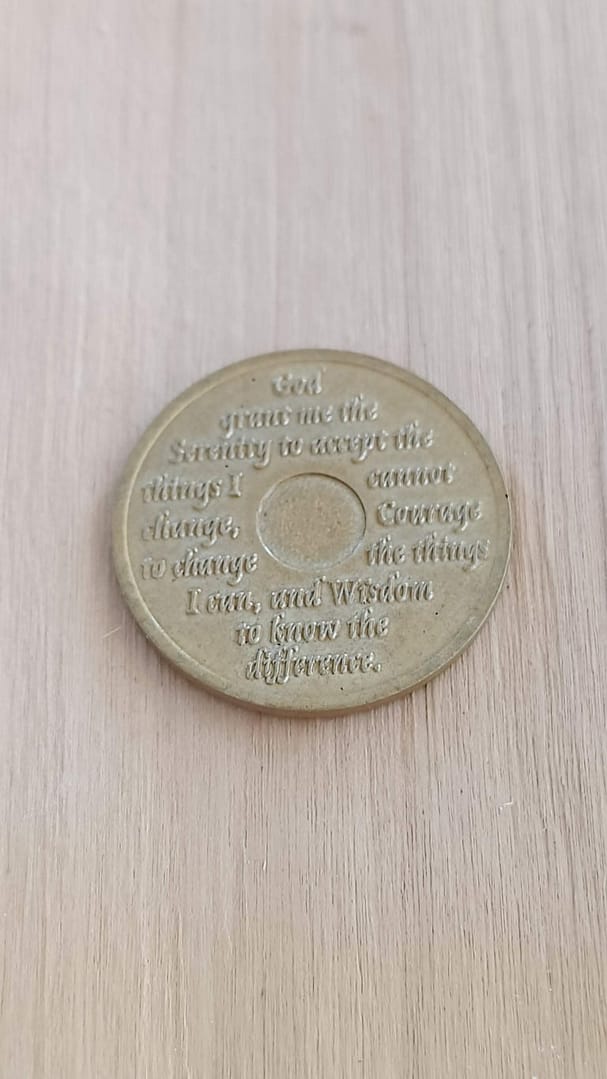 God
grant me the
Serenity to accept the
things I cannot
change, Courage
to change the things
I can, and Wisdom
to know the
difference.